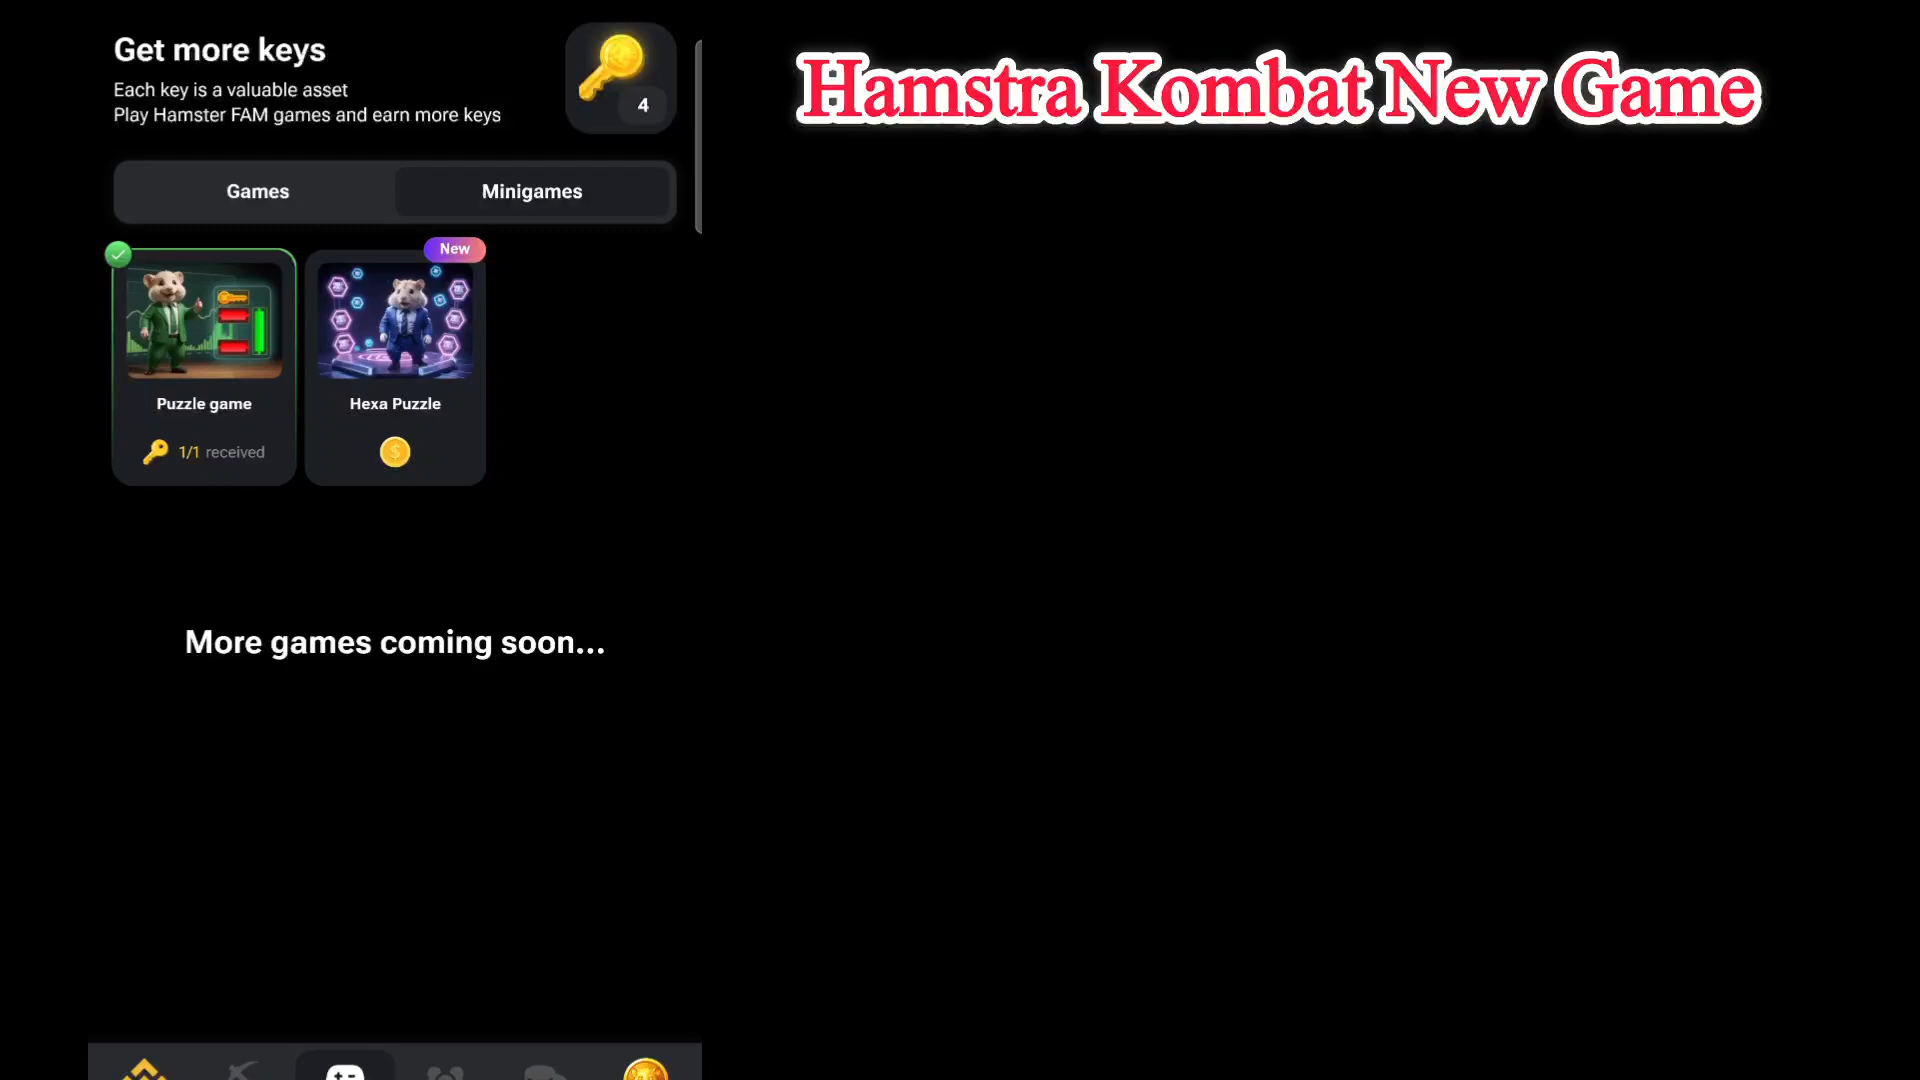 Get more keys
Each key is a valuable asset
Play Hamster FAM games and earn more keys
4
Hamstra Kombat New Game
Games
Minigames
New
Puzzle game
Hexa Puzzle
1/1 received
More games coming soon...